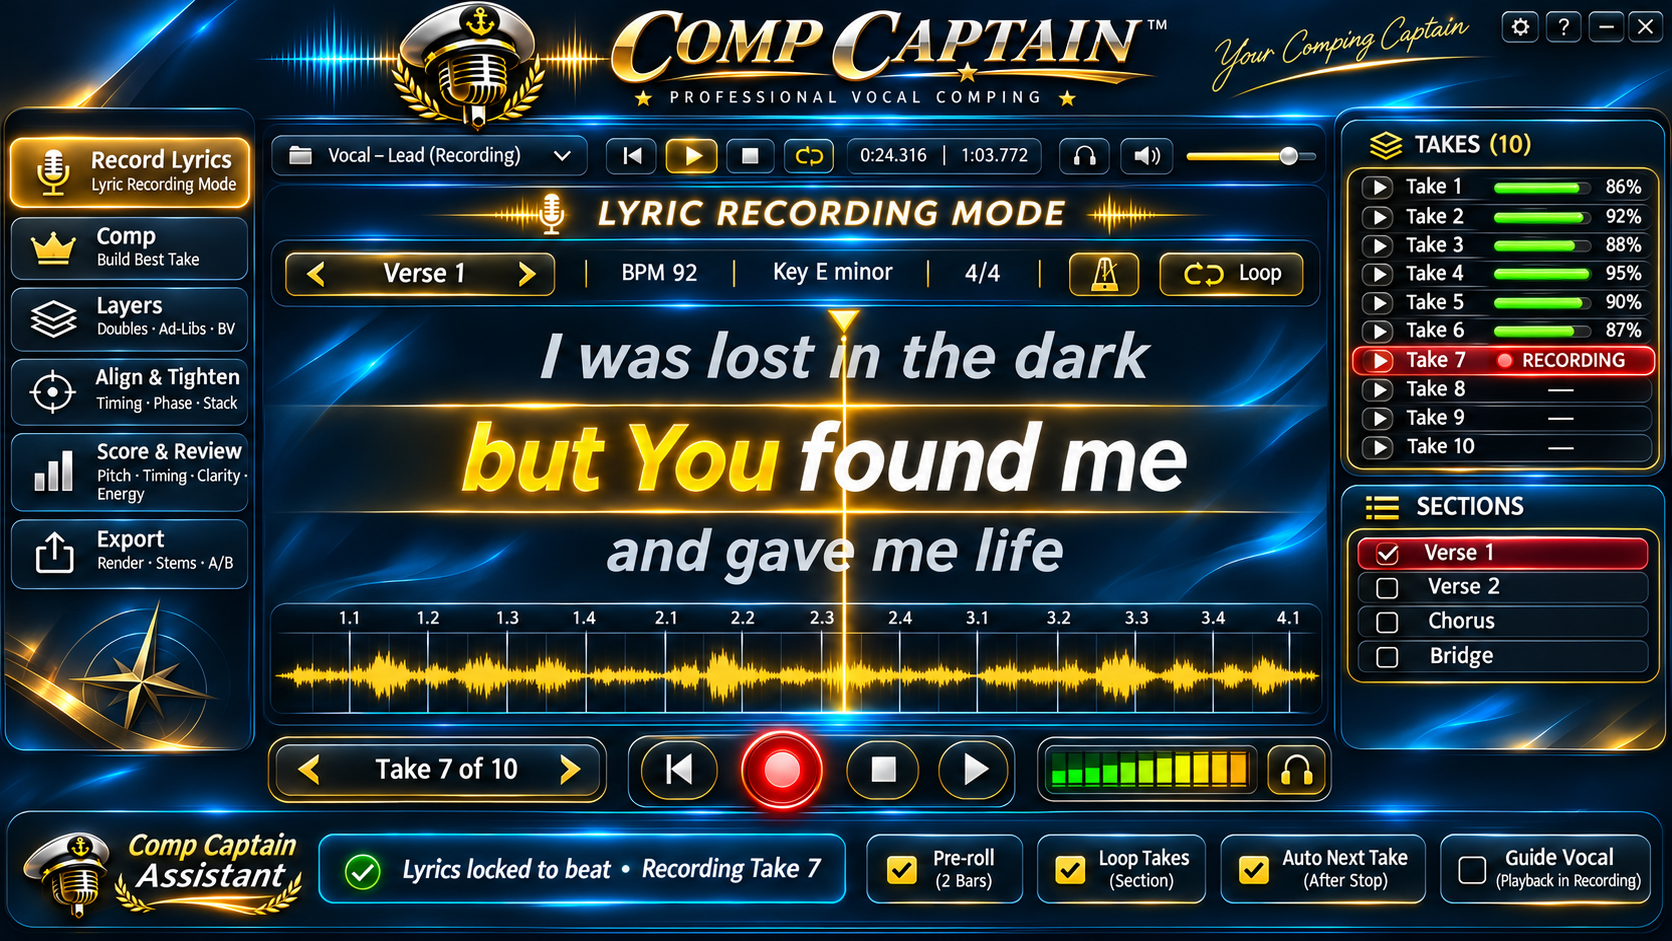 COMP CAPTAIN™
PROFESSIONAL VOCAL COMPING
Your Comping Captain
?
Record Lyrics
Lyric Recording Mode
Comp
Build Best Take
Layers
Doubles · Ad-Libs · BV
Align & Tighten
Timing · Phase · Stack
Score & Review
Pitch · Timing · Clarity ·
Energy
Export
Render · Stems · A/B
Vocal – Lead (Recording)
0:24.316 | 1:03.772
LYRIC RECORDING MODE
Verse 1
BPM 92
Key E minor
4/4
Loop
I was lost in the dark
but You found me
and gave me life
1.1 1.2 1.3 1.4 2.1 2.2 2.3 2.4 3.1 3.2 3.3 3.4 4.1
Take 7 of 10
TAKES (10)
Take 1 86%
Take 2 92%
Take 3 88%
Take 4 95%
Take 5 90%
Take 6 87%
Take 7 RECORDING
Take 8 —
Take 9 —
Take 10 —
SECTIONS
Verse 1
Verse 2
Chorus
Bridge
Comp Captain
Assistant
Lyrics locked to beat • Recording Take 7
Pre-roll
(2 Bars)
Loop Takes
(Section)
Auto Next Take
(After Stop)
Guide Vocal
(Playback in Recording)